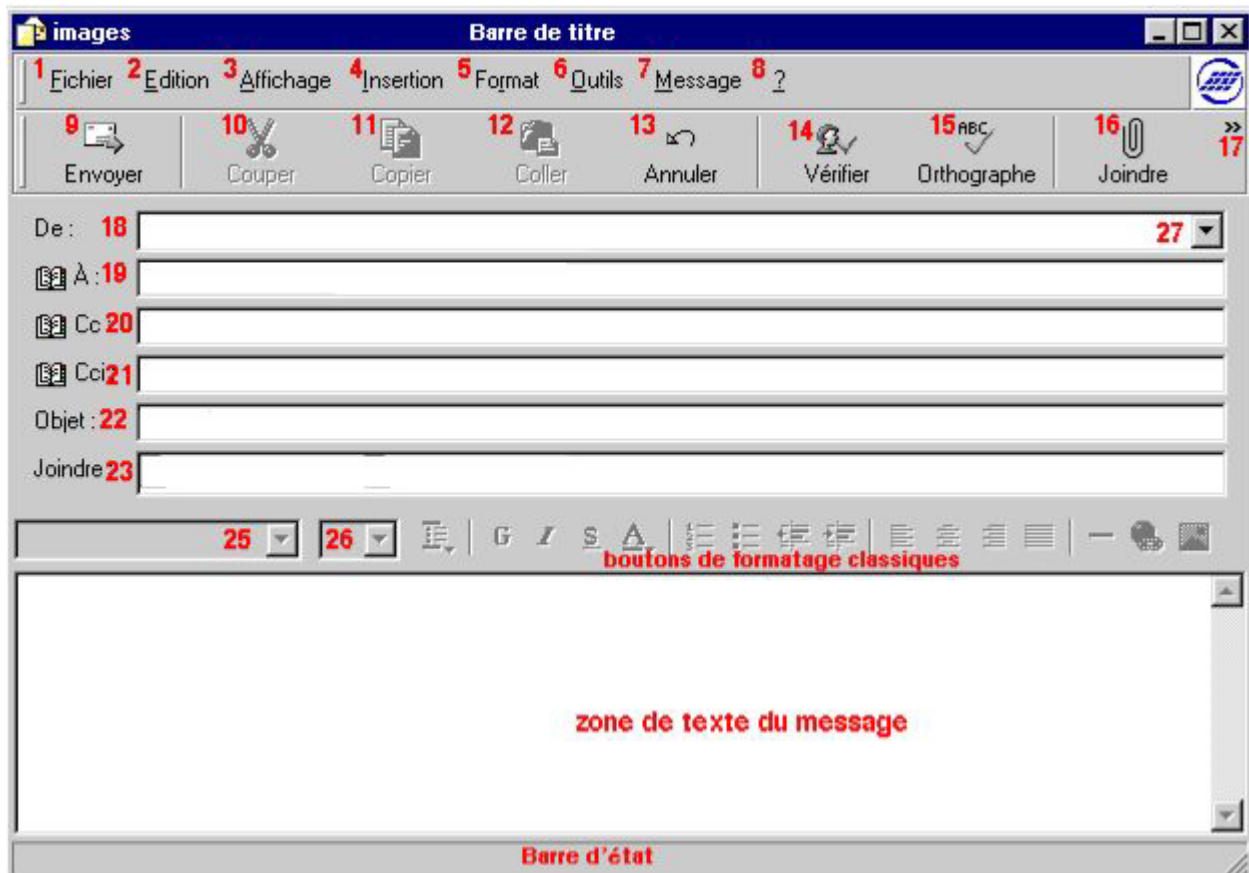 images Barre de titre
1 Fichier 2 Edition 3 Affichage 4 Insertion 5 Format 6 Outils 7 Message 8 ?
9 10 11 12 13 14 15 ABC 16 »
17
Envoyer Couper Copier Coller Annuler Vérifier Orthographe Joindre
De : 18 27
À : 19
Cc 20
Cci 21
Objet : 22
Joindre 23
25 26 G I S A
boutons de formatage classiques
zone de texte du message
Barre d'état